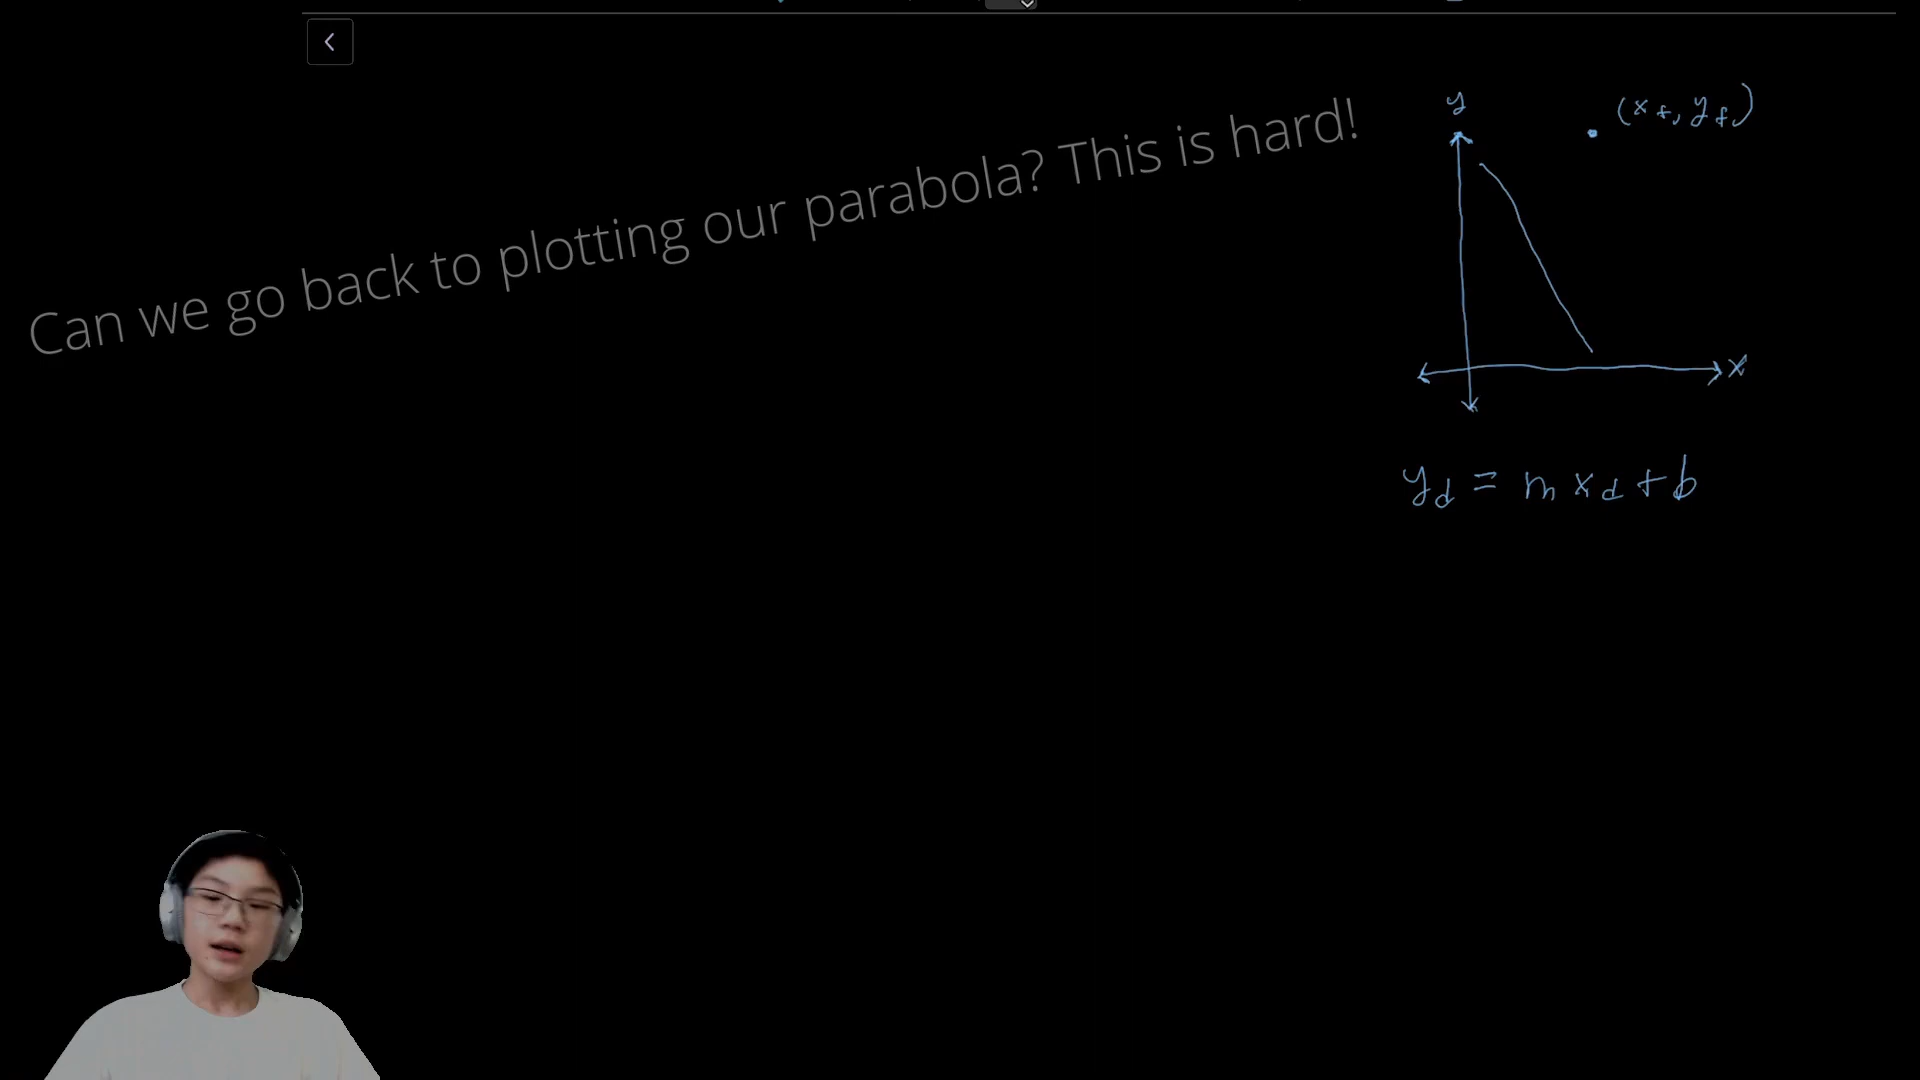 Can we go back to plotting our parabola? This is hard!
y
(x_f, y_f)
x
y_d = m x_d + b